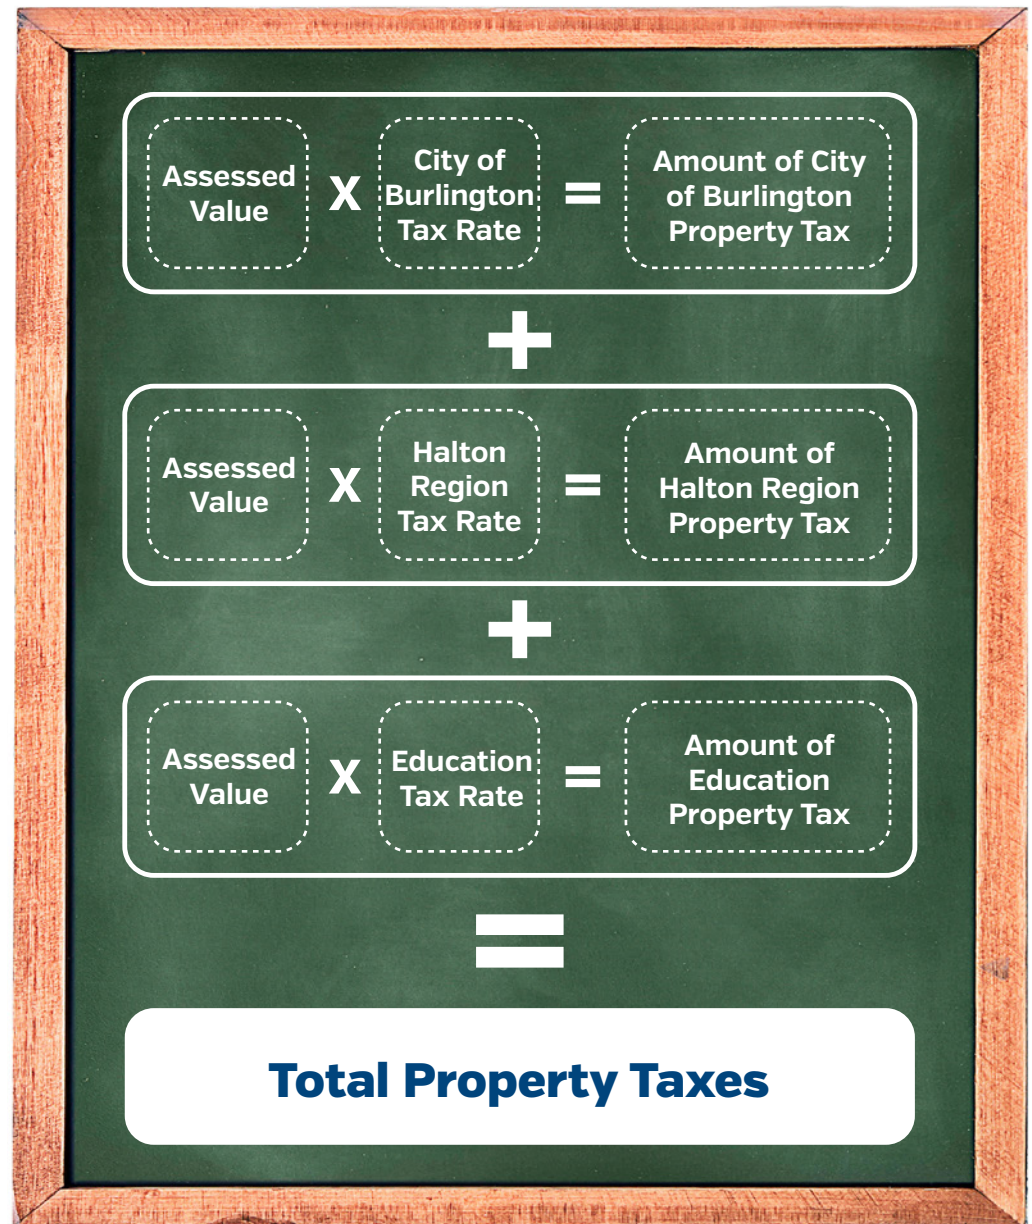 Assessed
Value
X
City of
Burlington
Tax Rate
=
Amount of City
of Burlington
Property Tax
+
Assessed
Value
X
Halton
Region
Tax Rate
=
Amount of
Halton Region
Property Tax
+
Assessed
Value
X
Education
Tax Rate
=
Amount of
Education
Property Tax
=
Total Property Taxes